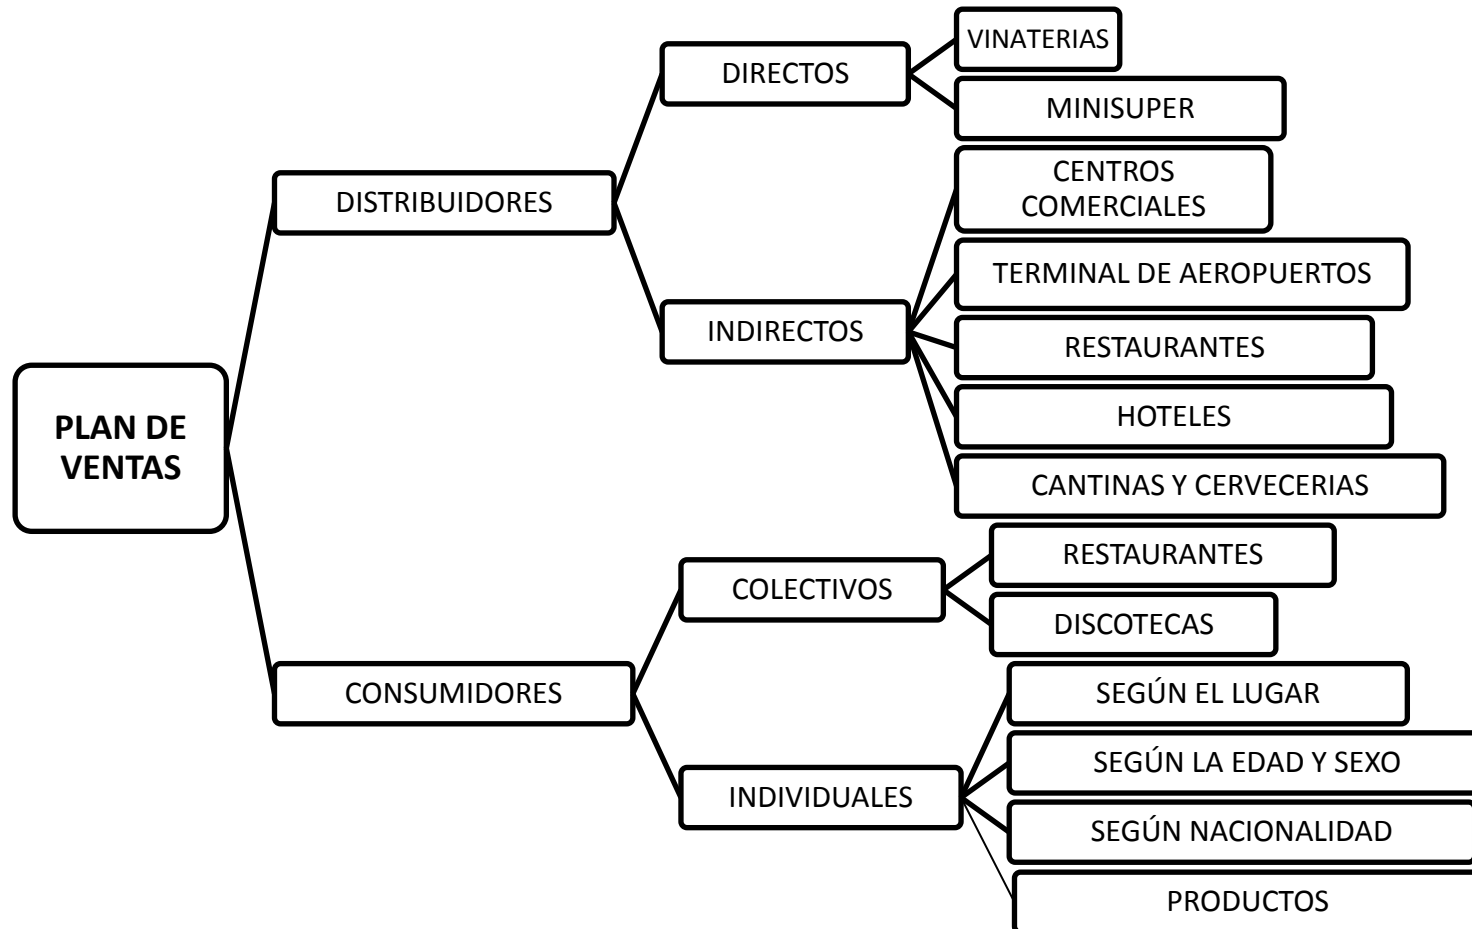 PLAN DE
VENTAS
DISTRIBUIDORES
DIRECTOS
VINATERIAS
MINISUPER
INDIRECTOS
CENTROS
COMERCIALES
TERMINAL DE AEROPUERTOS
RESTAURANTES
HOTELES
CANTINAS Y CERVECERIAS
CONSUMIDORES
COLECTIVOS
RESTAURANTES
DISCOTECAS
INDIVIDUALES
SEGÚN EL LUGAR
SEGÚN LA EDAD Y SEXO
SEGÚN NACIONALIDAD
PRODUCTOS